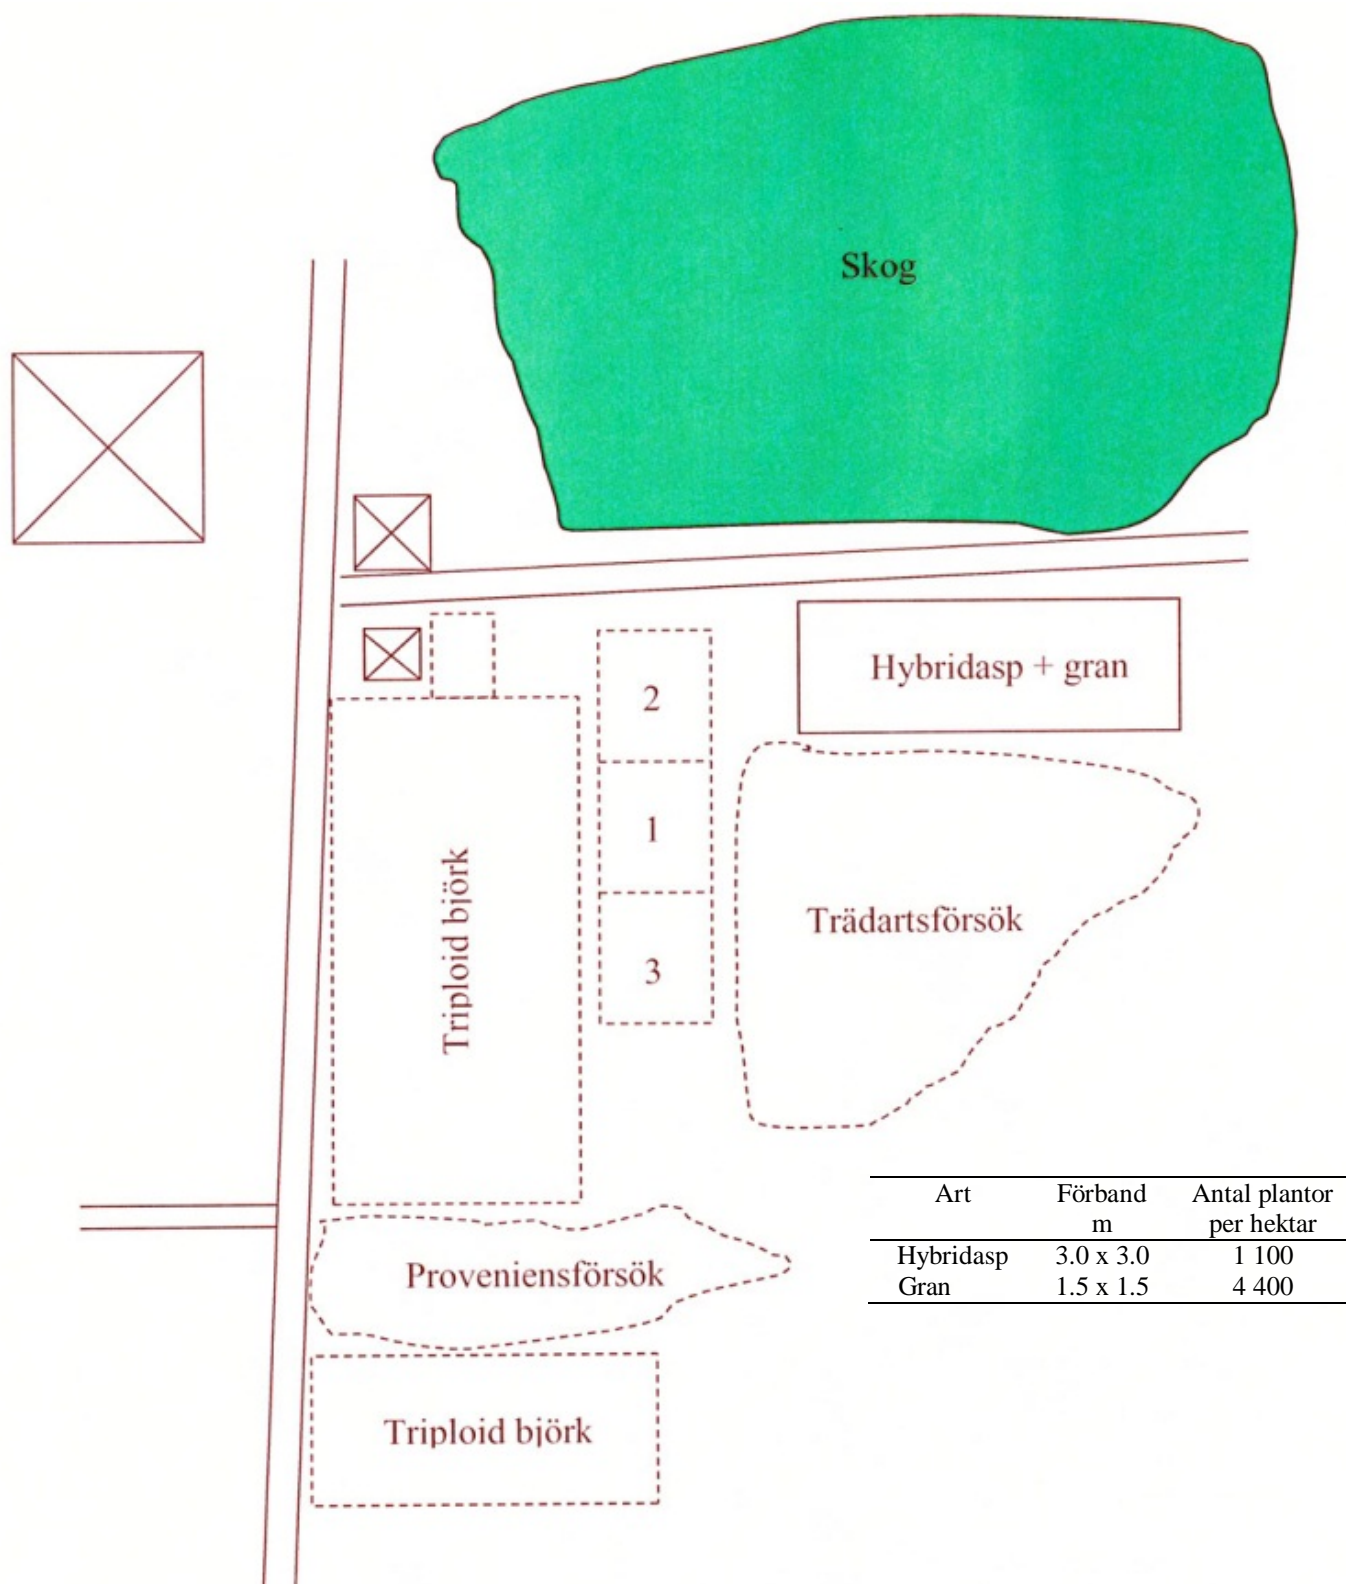 Skog
Hybridasp + gran
2
1
3
Triploid björk
Trädartsförsök
Art Förband Antal plantor
m per hektar
Hybridasp 3.0 x 3.0 1 100
Gran 1.5 x 1.5 4 400
Proveniensförsök
Triploid björk